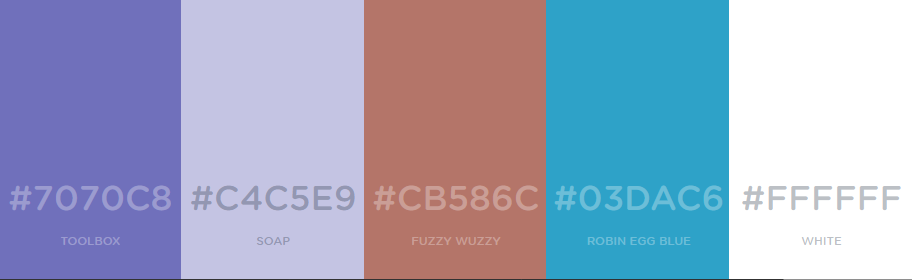 #7070C8
TOOLBOX
#C4C5E9
SOAP
#CB586C
FUZZY WUZZY
#03DAC6
ROBIN EGG BLUE
#FFFFFF
WHITE